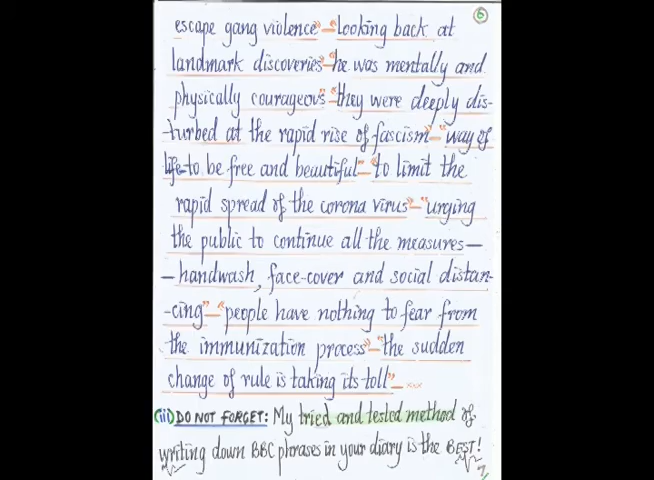 6
escape gang violence"–"looking back at
landmark discoveries"–"he was mentally and
physically courageous"–"they were deeply dis-
-turbed at the rapid rise of fascism"–"way of
life–to be free and beautiful"–"to limit the
rapid spread of the corona virus"–"urging
the public to continue all the measures—
—handwash, face-cover and social distan-
-cing"–"people have nothing to fear from
the immunization process"–"the sudden
change of rule is taking its toll"–...
(ii) DO NOT FORGET: My tried and tested method of
writing down BBC phrases in your diary is the BEST!